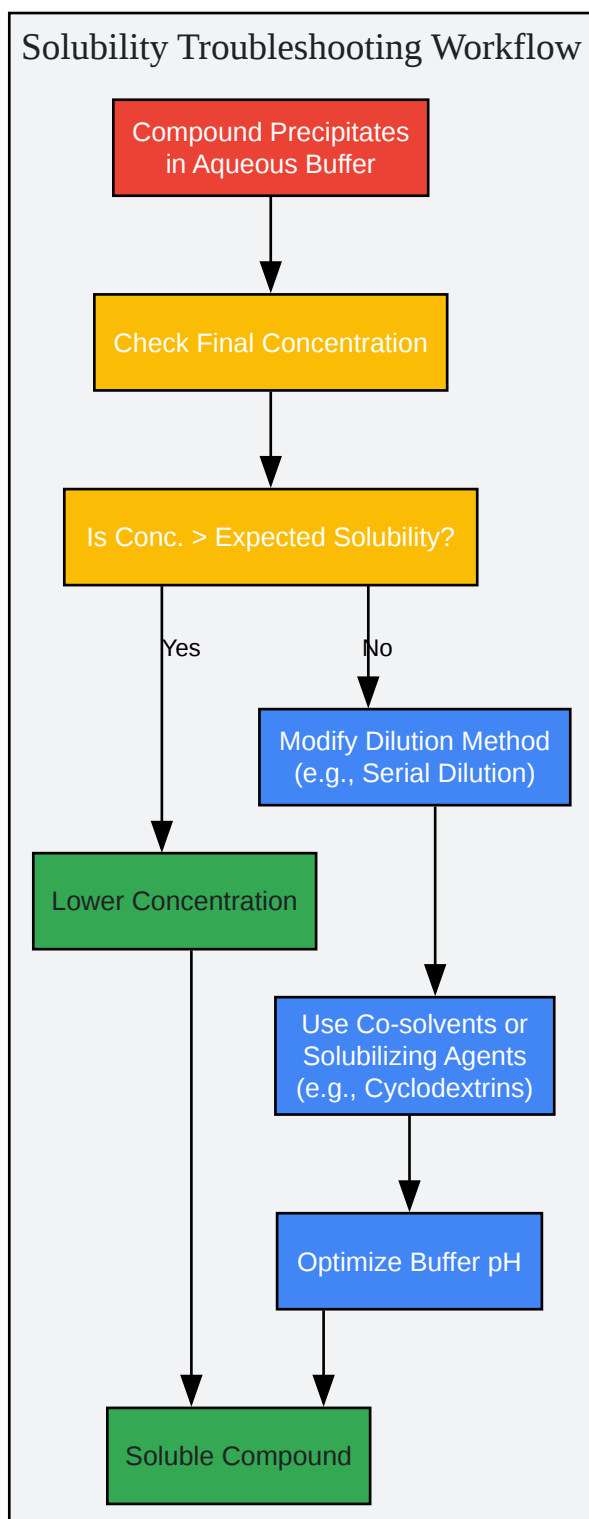 Solubility Troubleshooting Workflow
Compound Precipitates
in Aqueous Buffer
Check Final Concentration
Is Conc. > Expected Solubility?
Yes
No
Modify Dilution Method
(e.g., Serial Dilution)
Lower Concentration
Use Co-solvents or
Solubilizing Agents
(e.g., Cyclodextrins)
Optimize Buffer pH
Soluble Compound